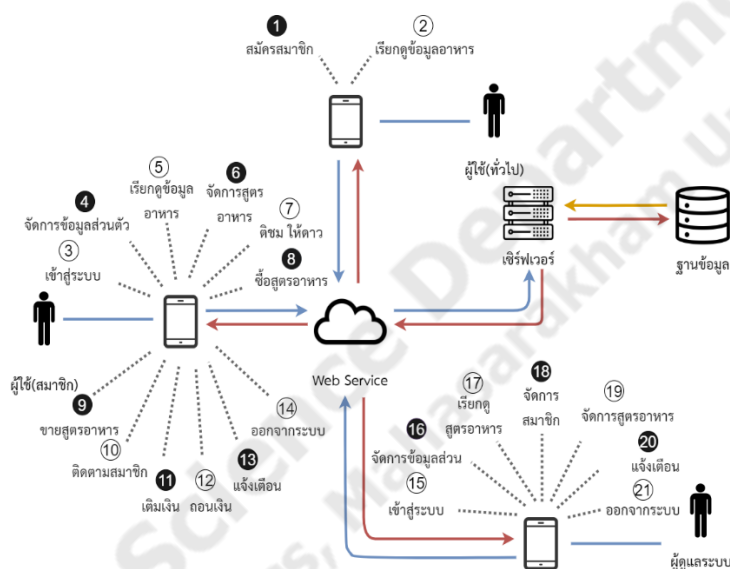 1
สมัครสมาชิก
2
เรียกดูข้อมูลอาหาร
ผู้ใช้(ทั่วไป)
3
เข้าสู่ระบบ
4
จัดการข้อมูลส่วนตัว
5
เรียกดูข้อมูล
อาหาร
6
จัดการสูตร
อาหาร
7
ติชม ให้ดาว
8
ซื้อสูตรอาหาร
ผู้ใช้(สมาชิก)
เซิร์ฟเวอร์
ฐานข้อมูล
Web Service
9
ขายสูตรอาหาร
10
ติดตามสมาชิก
11
เติมเงิน
12
ถอนเงิน
13
แจ้งเตือน
14
ออกจากระบบ
15
เข้าสู่ระบบ
16
จัดการข้อมูลส่วน
17
เรียกดู
สูตรอาหาร
18
จัดการ
สมาชิก
19
จัดการสูตรอาหาร
20
แจ้งเตือน
21
ออกจากระบบ
ผู้ดูแลระบบ
Science Departme
Mahasarakham Un